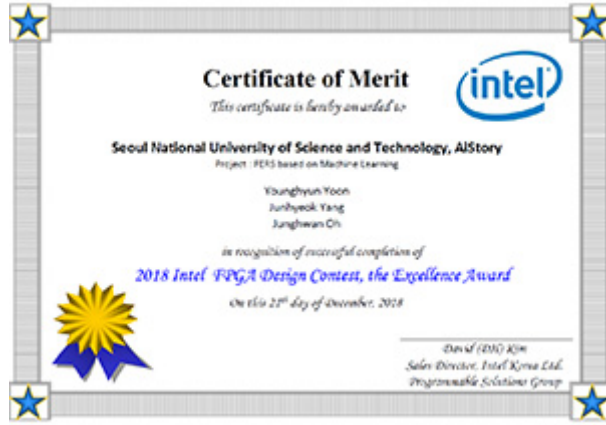 Certificate of Merit
intel
This certificate is hereby awarded to
Seoul National University of Science and Technology, AIStory
Project : FERS based on Machine Learning
Younghyun Yoon
Junhyeok Yang
Junghwan Oh
in recognition of successful completion of
2018 Intel FPGA Design Contest, the Excellence Award
On this 21th day of December, 2018
David (DH) Kim
Sales Director, Intel Korea Ltd.
Programmable Solutions Group